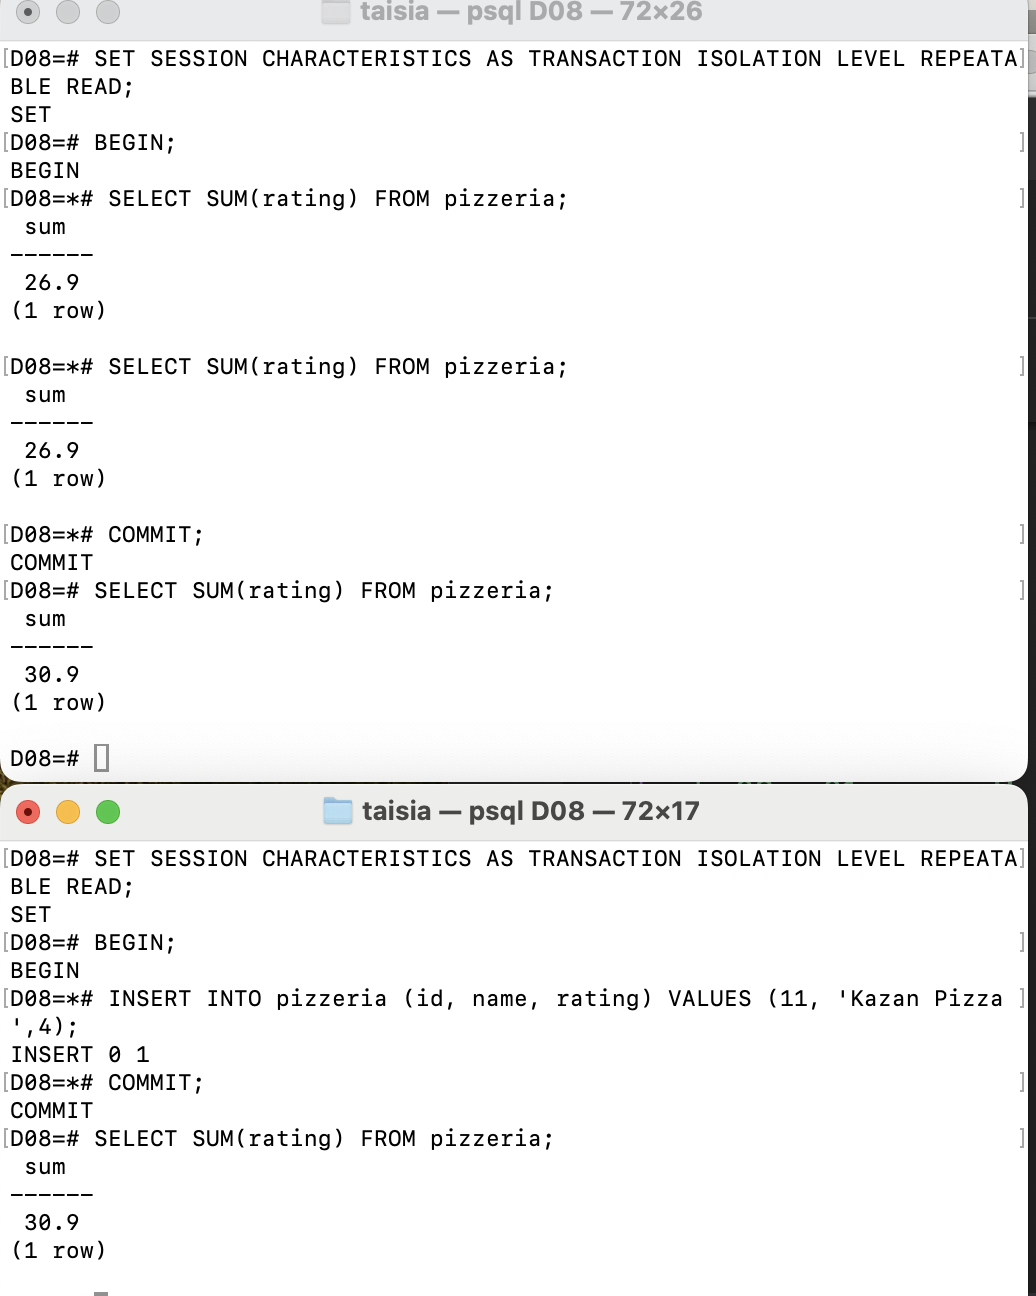 taisia — psql D08 — 72×26
[D08=# SET SESSION CHARACTERISTICS AS TRANSACTION ISOLATION LEVEL REPEATA]
BLE READ;
SET
[D08=# BEGIN; ]
BEGIN
[D08=*# SELECT SUM(rating) FROM pizzeria; ]
sum
------
26.9
(1 row)
[D08=*# SELECT SUM(rating) FROM pizzeria; ]
sum
------
26.9
(1 row)
[D08=*# COMMIT; ]
COMMIT
[D08=# SELECT SUM(rating) FROM pizzeria; ]
sum
------
30.9
(1 row)
D08=#
taisia — psql D08 — 72×17
[D08=# SET SESSION CHARACTERISTICS AS TRANSACTION ISOLATION LEVEL REPEATA]
BLE READ;
SET
[D08=# BEGIN; ]
BEGIN
[D08=*# INSERT INTO pizzeria (id, name, rating) VALUES (11, 'Kazan Pizza ]
',4);
INSERT 0 1
[D08=*# COMMIT; ]
COMMIT
[D08=# SELECT SUM(rating) FROM pizzeria; ]
sum
------
30.9
(1 row)